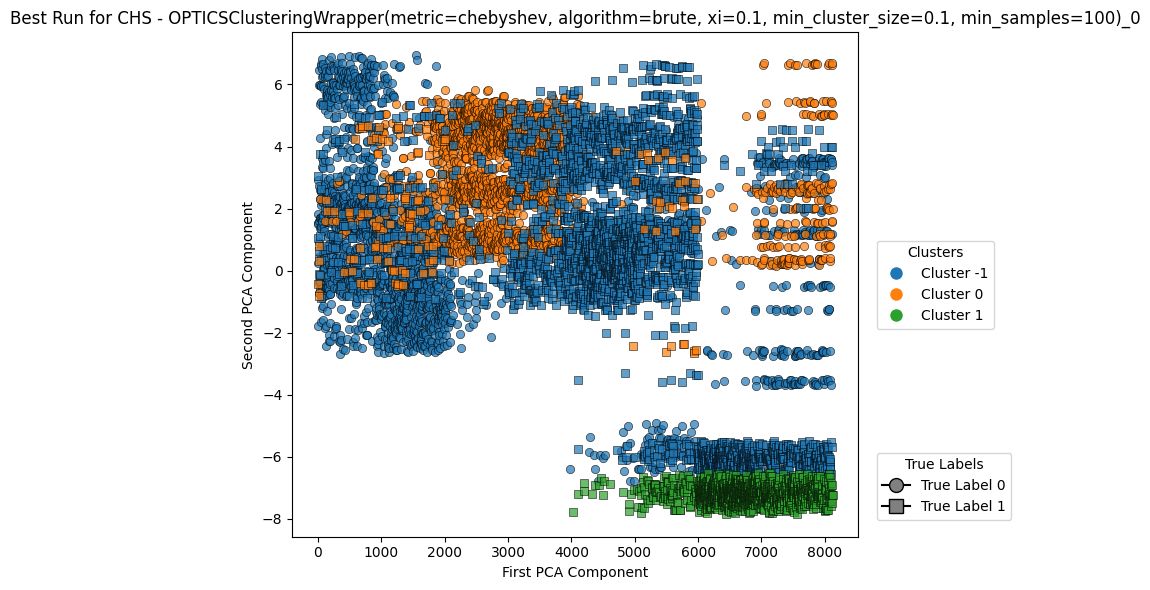 Best Run for CHS - OPTICSClusteringWrapper(metric=chebyshev, algorithm=brute, xi=0.1, min_cluster_size=0.1, min_samples=100)_0
6
4
2
0
−2
−4
−6
−8
Second PCA Component
0 1000 2000 3000 4000 5000 6000 7000 8000
First PCA Component
Clusters
Cluster -1
Cluster 0
Cluster 1
True Labels
True Label 0
True Label 1